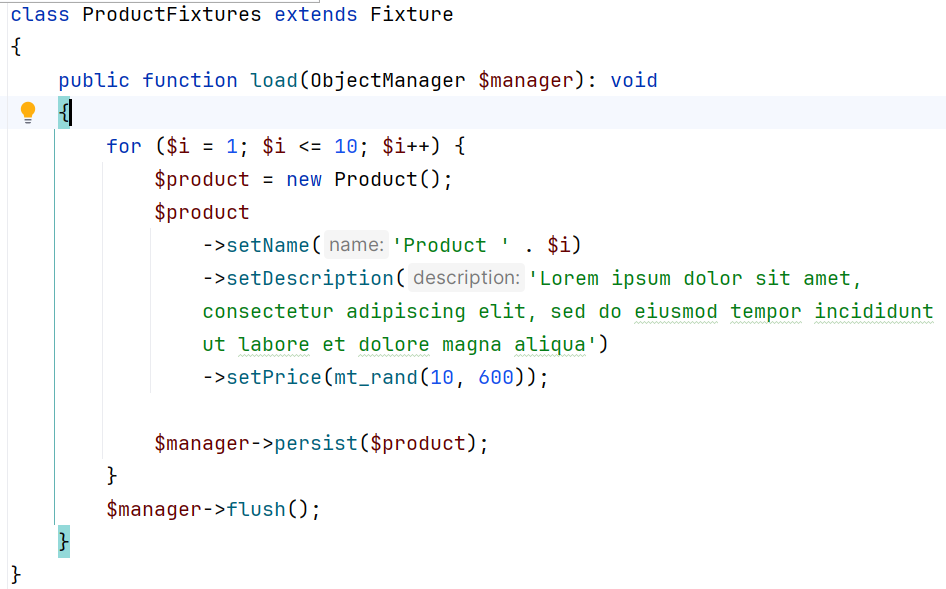 class ProductFixtures extends Fixture
{
    public function load(ObjectManager $manager): void
    {
        for ($i = 1; $i <= 10; $i++) {
            $product = new Product();
            $product
                ->setName( name: 'Product ' . $i)
                ->setDescription( description: 'Lorem ipsum dolor sit amet,
                consectetur adipiscing elit, sed do eiusmod tempor incididunt
                ut labore et dolore magna aliqua')
                ->setPrice(mt_rand(10, 600));

            $manager->persist($product);
        }
        $manager->flush();
    }
}